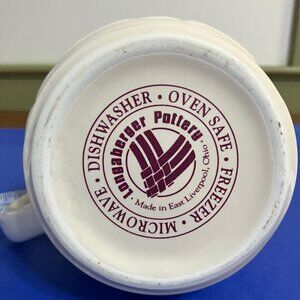 MICROWAVE • DISHWASHER • OVEN SAFE • FREEZER •
Longaberger Pottery
• Made in East Liverpool, Ohio